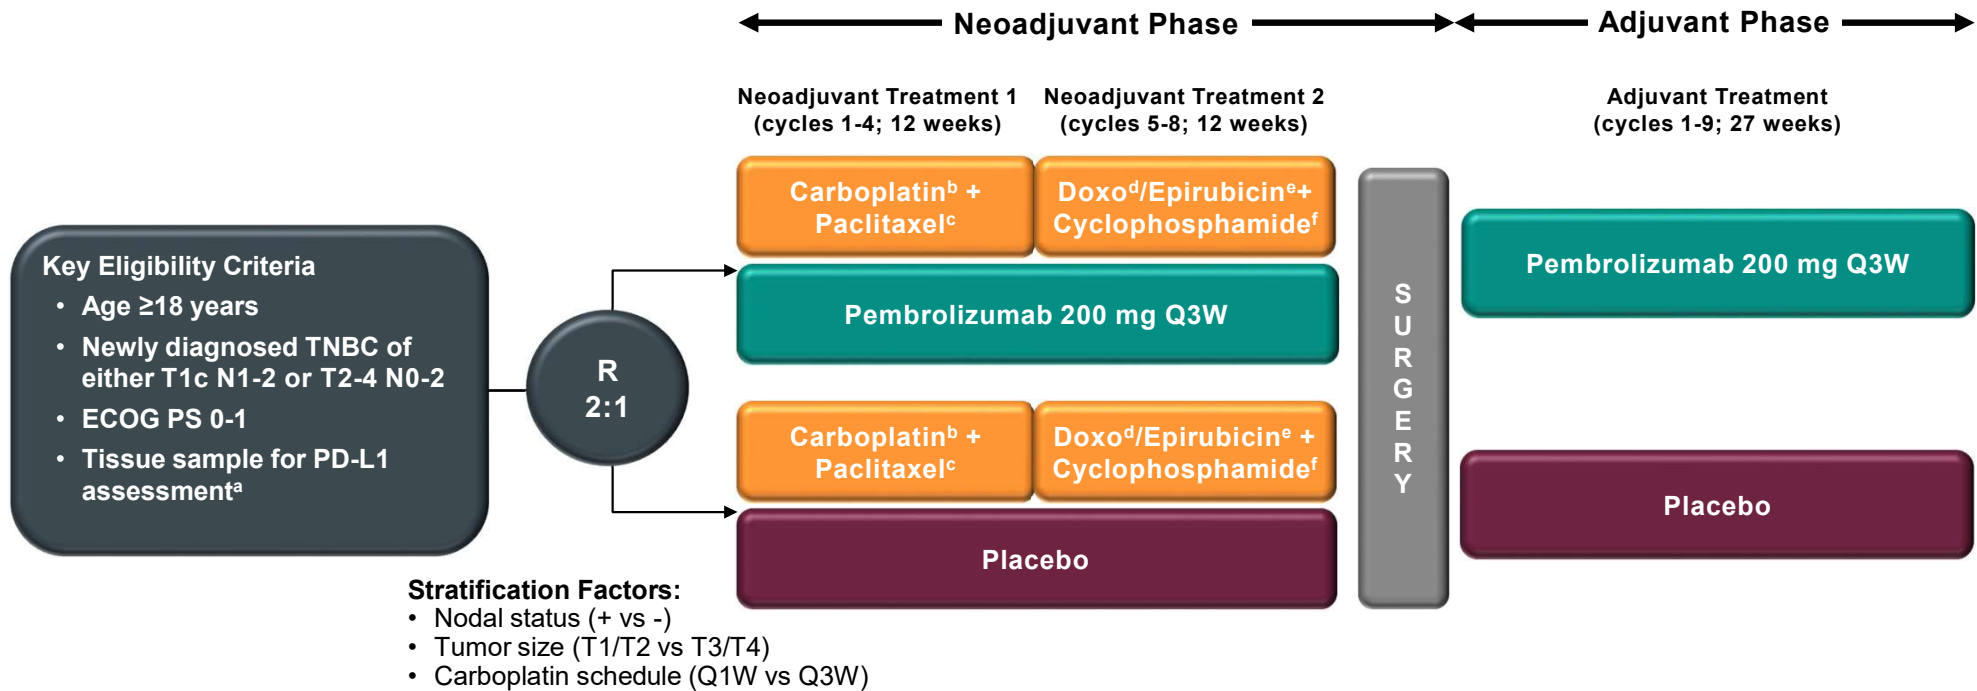 Neoadjuvant Phase
Adjuvant Phase
Neoadjuvant Treatment 1
(cycles 1-4; 12 weeks)
Neoadjuvant Treatment 2
(cycles 5-8; 12 weeks)
Adjuvant Treatment
(cycles 1-9; 27 weeks)
Key Eligibility Criteria
• Age ≥18 years
• Newly diagnosed TNBC of
either T1c N1-2 or T2-4 N0-2
• ECOG PS 0-1
• Tissue sample for PD-L1
assessmentᵃ
R
2:1
Carboplatinᵇ +
Paclitaxelᶜ
Doxoᵈ/Epirubicinᵉ+
Cyclophosphamideᶠ
Pembrolizumab 200 mg Q3W
Carboplatinᵇ +
Paclitaxelᶜ
Doxoᵈ/Epirubicinᵉ +
Cyclophosphamideᶠ
Placebo
SURGERY
Pembrolizumab 200 mg Q3W
Placebo
Stratification Factors:
• Nodal status (+ vs -)
• Tumor size (T1/T2 vs T3/T4)
• Carboplatin schedule (Q1W vs Q3W)